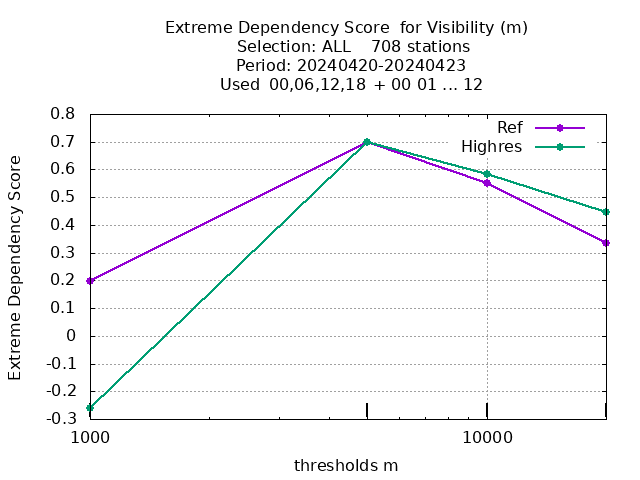 Extreme Dependency Score  for Visibility (m)
Selection: ALL    708 stations
Period: 20240420-20240423
Used  00,06,12,18  + 00 01 ... 12
Ref
Highres
Extreme Dependency Score
0.8
0.7
0.6
0.5
0.4
0.3
0.2
0.1
0
-0.1
-0.2
-0.3
1000 10000
thresholds m